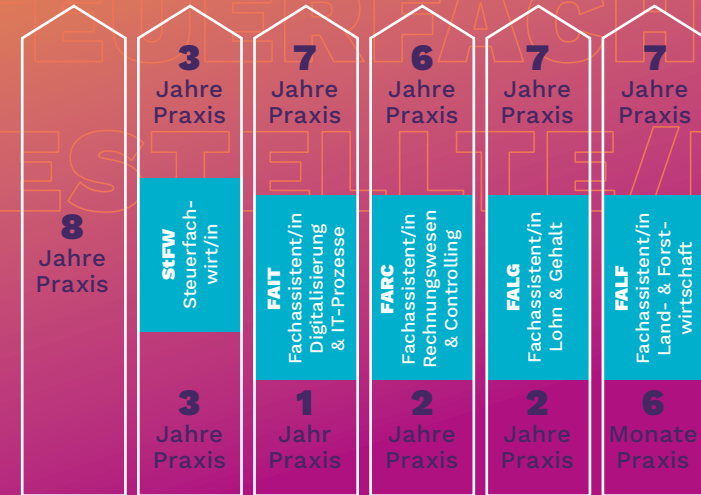 EUERFACH
ESTELLTE/
8
Jahre
Praxis
3
Jahre
Praxis
StFW
Steuerfach-
wirt/in
3
Jahre
Praxis
7
Jahre
Praxis
FAIT
Fachassistent/in
Digitalisierung
& IT-Prozesse
1
Jahr
Praxis
6
Jahre
Praxis
FARC
Fachassistent/in
Rechnungswesen
& Controlling
2
Jahre
Praxis
7
Jahre
Praxis
FALG
Fachassistent/in
Lohn & Gehalt
2
Jahre
Praxis
7
Jahre
Praxis
FALF
Fachassistent/in
Land- & Forst-
wirtschaft
6
Monate
Praxis